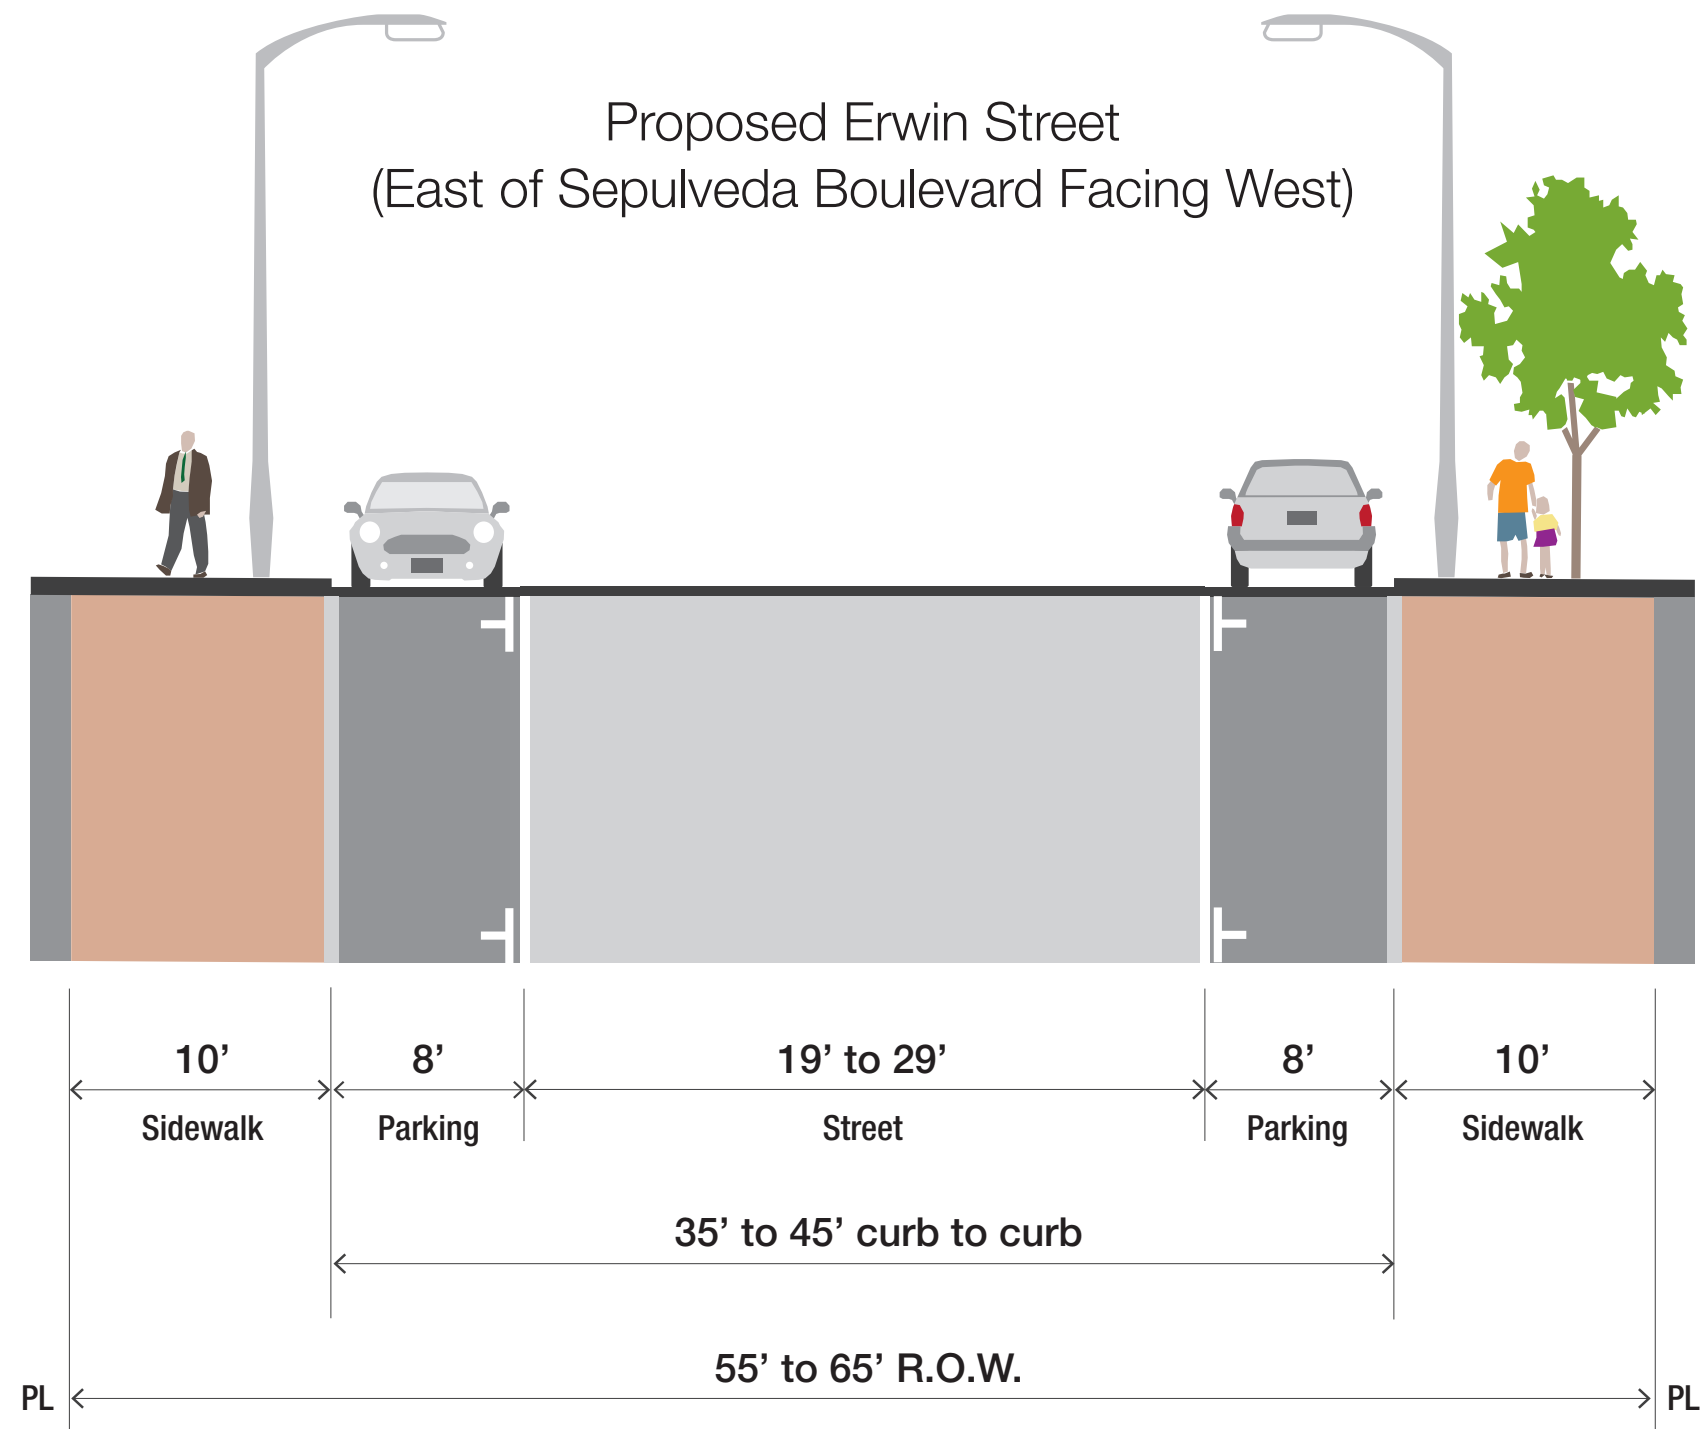 Proposed Erwin Street
(East of Sepulveda Boulevard Facing West)
10’ 8’ 19’ to 29’ 8’ 10’
Sidewalk Parking Street Parking Sidewalk
35’ to 45’ curb to curb
55’ to 65’ R.O.W.
PL PL